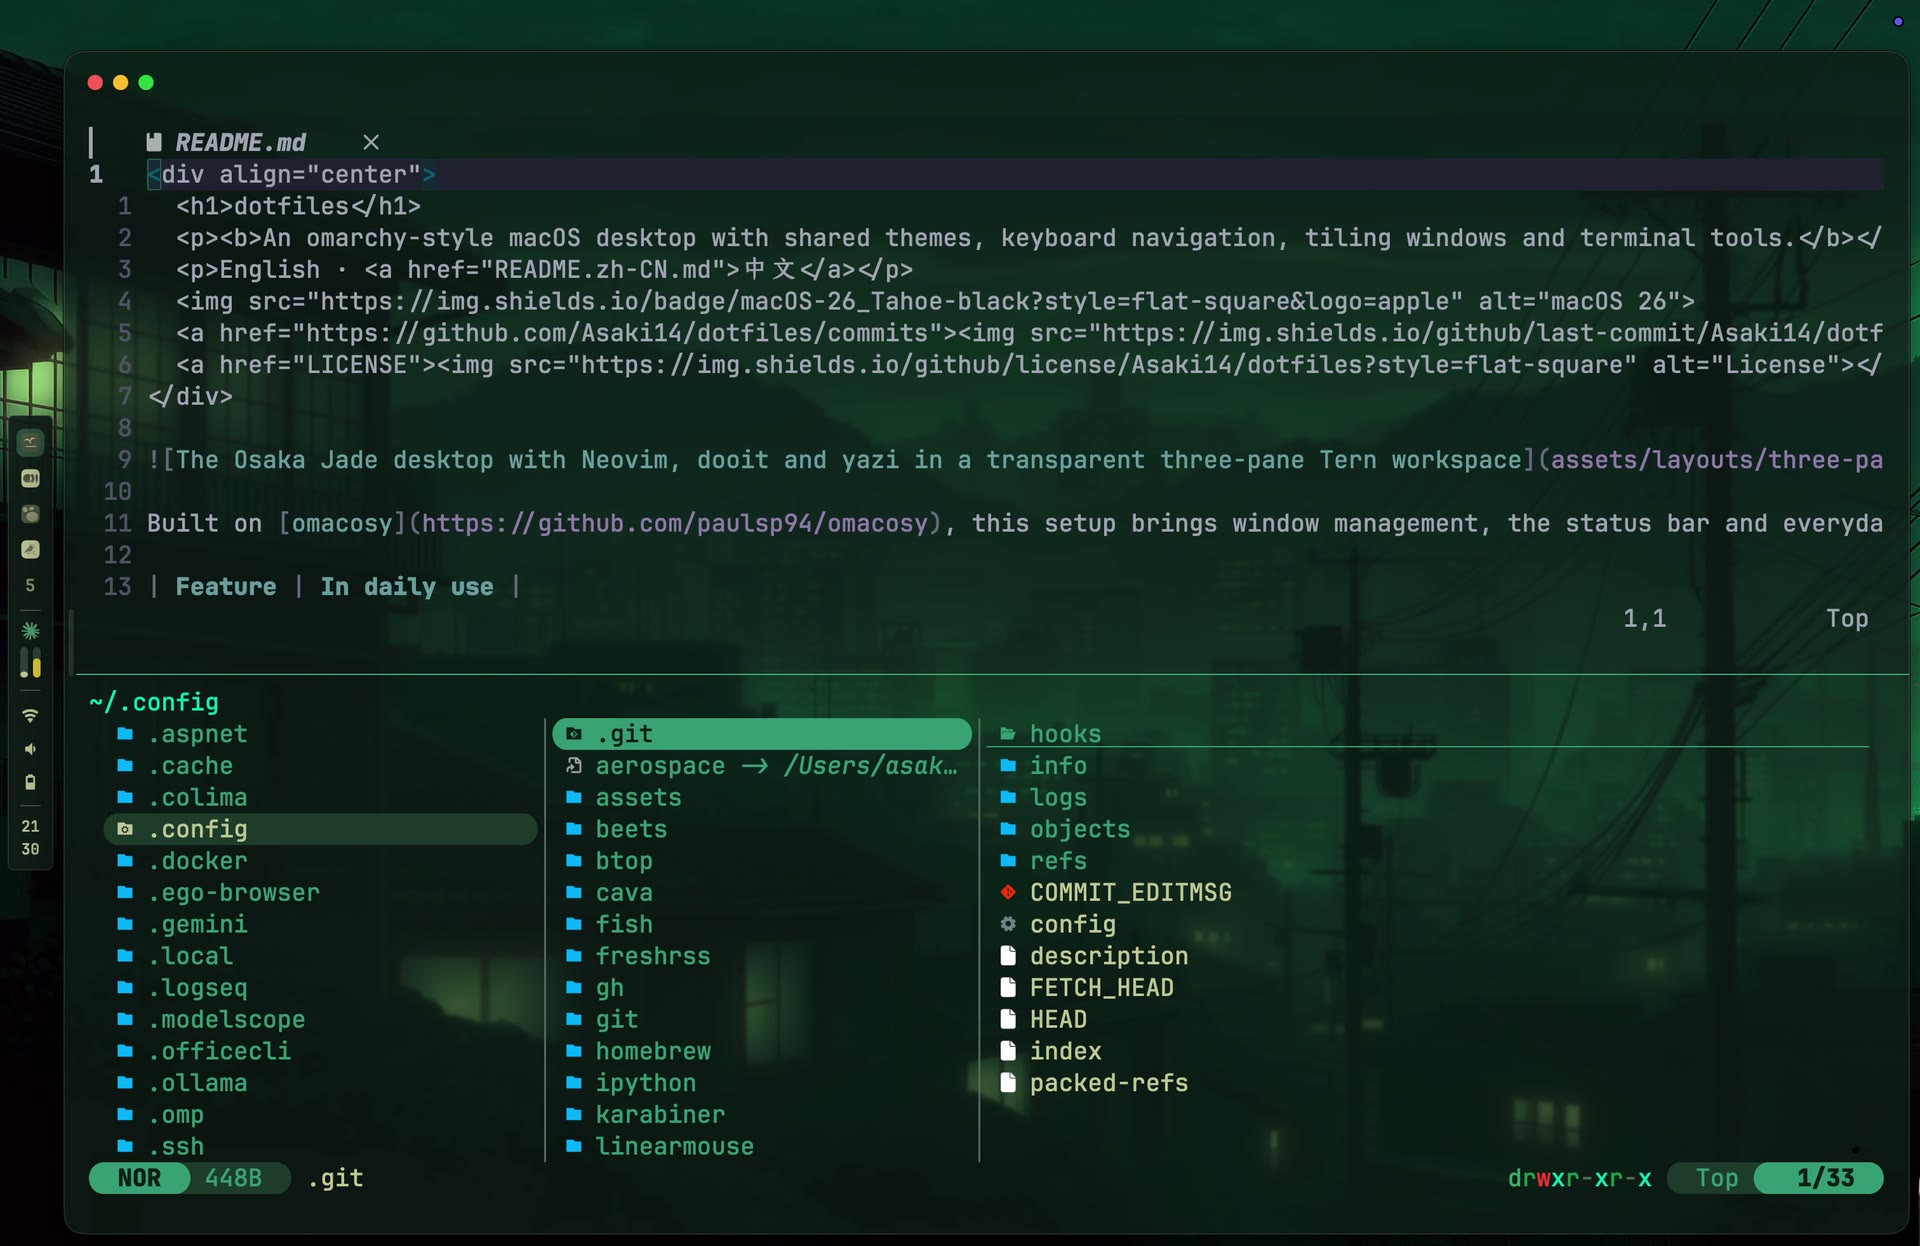 README.md
1 <div align="center">
1 <h1>dotfiles</h1>
2 <p><b>An omarchy-style macOS desktop with shared themes, keyboard navigation, tiling windows and terminal tools.</b></
3 <p>English · <a href="README.zh-CN.md">中文</a></p>
4 <img src="https://img.shields.io/badge/macOS-26_Tahoe-black?style=flat-square&logo=apple" alt="macOS 26">
5 <a href="https://github.com/Asaki14/dotfiles/commits"><img src="https://img.shields.io/github/last-commit/Asaki14/dotf
6 <a href="LICENSE"><img src="https://img.shields.io/github/license/Asaki14/dotfiles?style=flat-square" alt="License"></
7 </div>
8
9 ![The Osaka Jade desktop with Neovim, dooit and yazi in a transparent three-pane Tern workspace](assets/layouts/three-pa
10
11 Built on [omacosy](https://github.com/paulsp94/omacosy), this setup brings window management, the status bar and everyda
12
13 | Feature | In daily use |
1,1 Top
5
21
30
~/.config
.aspnet
.cache
.colima
.config
.docker
.ego-browser
.gemini
.local
.logseq
.modelscope
.officecli
.ollama
.omp
.ssh
.git
aerospace -> /Users/asak…
assets
beets
btop
cava
fish
freshrss
gh
git
homebrew
ipython
karabiner
linearmouse
hooks
info
logs
objects
refs
COMMIT_EDITMSG
config
description
FETCH_HEAD
HEAD
index
packed-refs
NOR 448B .git
drwxr-xr-x Top 1/33